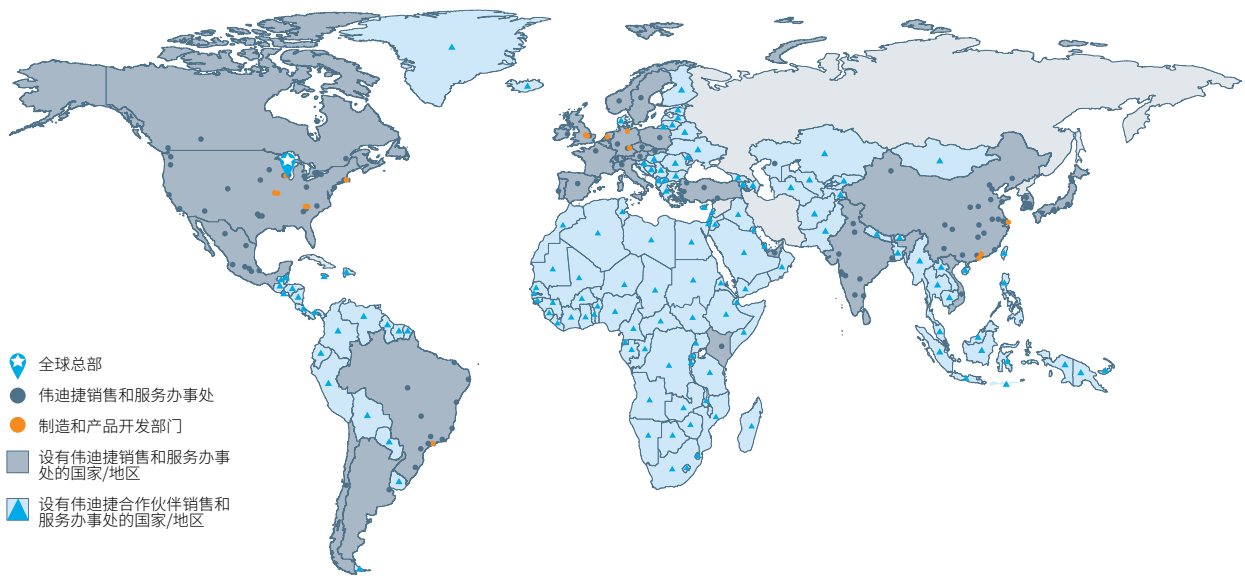 全球总部
伟迪捷销售和服务办事处
制造和产品开发部门
设有伟迪捷销售和服务办事
处的国家/地区
设有伟迪捷合作伙伴销售和
服务办事处的国家/地区